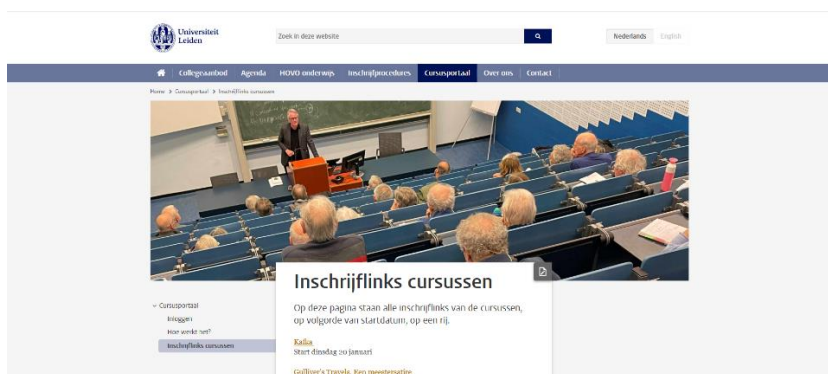 Universiteit
Leiden
Zoek in deze website
Nederlands English
Collegeaanbod Agenda HOVO onderwijs Inschrijfprocedures Cursusportaal Over ons Contact
Home > Cursusportaal > Inschrijflinks cursussen
Inschrijflinks cursussen
Op deze pagina staan alle inschrijflinks van de cursussen,
op volgorde van startdatum, op een rij.
Cursusportaal
Inloggen
Hoe werkt het?
Inschrijflinks cursussen
Kafka
Start dinsdag 20 januari
Gulliver's Travels. Een meestersatire